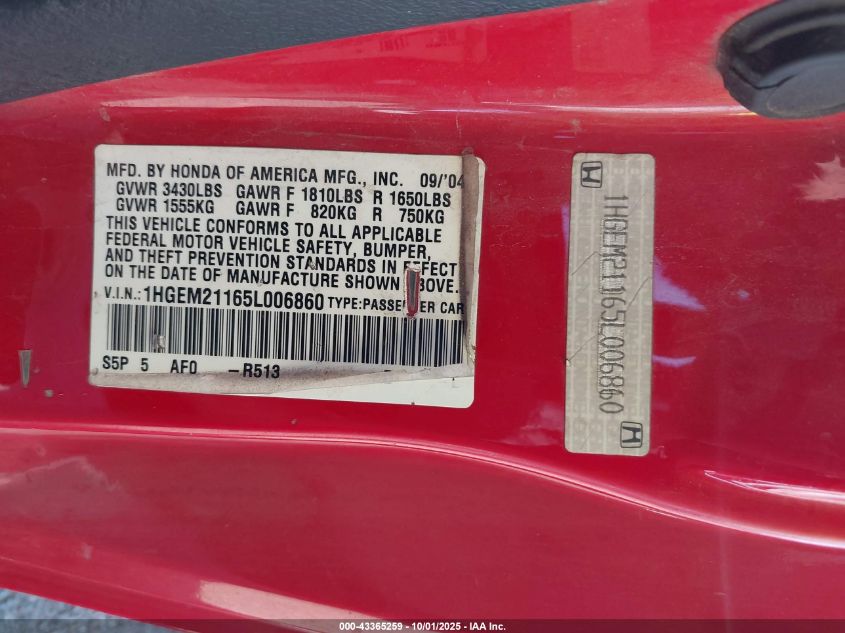 MFD. BY HONDA OF AMERICA MFG., INC. 09/'04
GVWR 3430LBS GAWR F 1810LBS R 1650LBS
GVWR 1555KG GAWR F 820KG R 750KG
THIS VEHICLE CONFORMS TO ALL APPLICABLE
FEDERAL MOTOR VEHICLE SAFETY, BUMPER,
AND THEFT PREVENTION STANDARDS IN EFFECT
ON THE DATE OF MANUFACTURE SHOWN ABOVE.
V.I.N.: 1HGEM21165L006860 TYPE:PASSENGER CAR
S5P 5 AF0 -R513
1HGEM21165L006860
000-43365259 | 10/01/2025 - IAA Inc.